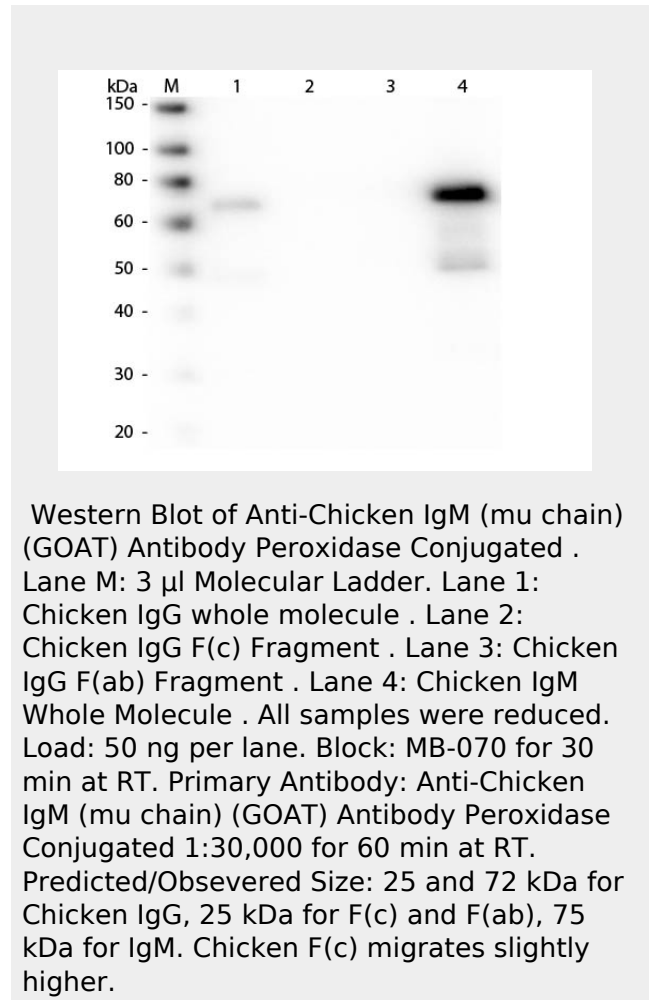 kDa M 1 2 3 4
150 -
100 -
80 -
60 -
50 -
40 -
30 -
20 -
Western Blot of Anti-Chicken IgM (mu chain)
(GOAT) Antibody Peroxidase Conjugated .
Lane M: 3 µl Molecular Ladder. Lane 1:
Chicken IgG whole molecule . Lane 2:
Chicken IgG F(c) Fragment . Lane 3: Chicken
IgG F(ab) Fragment . Lane 4: Chicken IgM
Whole Molecule . All samples were reduced.
Load: 50 ng per lane. Block: MB-070 for 30
min at RT. Primary Antibody: Anti-Chicken
IgM (mu chain) (GOAT) Antibody Peroxidase
Conjugated 1:30,000 for 60 min at RT.
Predicted/Obsevered Size: 25 and 72 kDa for
Chicken IgG, 25 kDa for F(c) and F(ab), 75
kDa for IgM. Chicken F(c) migrates slightly
higher.